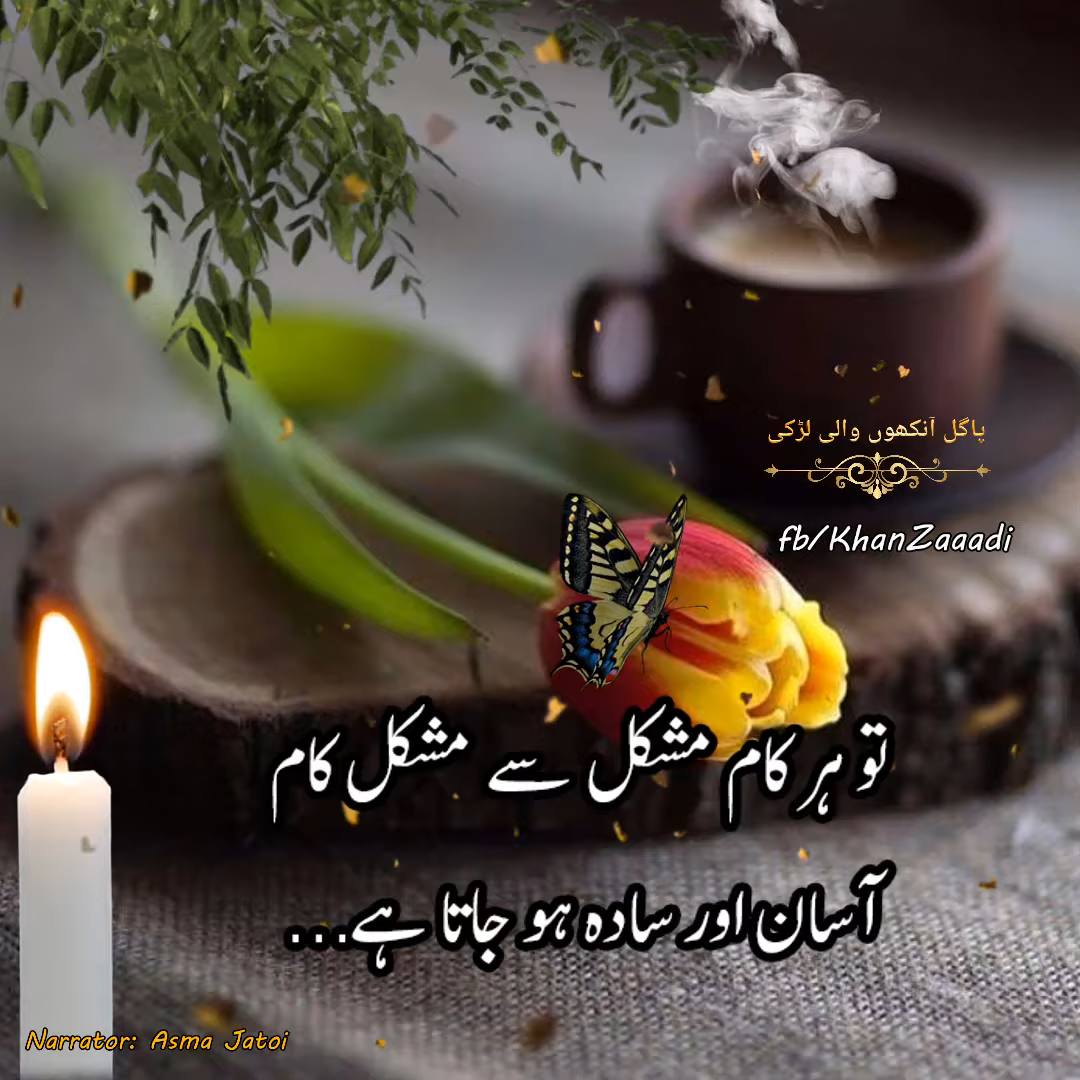 پاگل آنکھوں والی لڑکی
fb/KhanZaaadi
تو ہر کام مشکل سے مشکل کام
آسان اور سادہ ہو جاتا ہے...
Narrator: Asma Jatoi